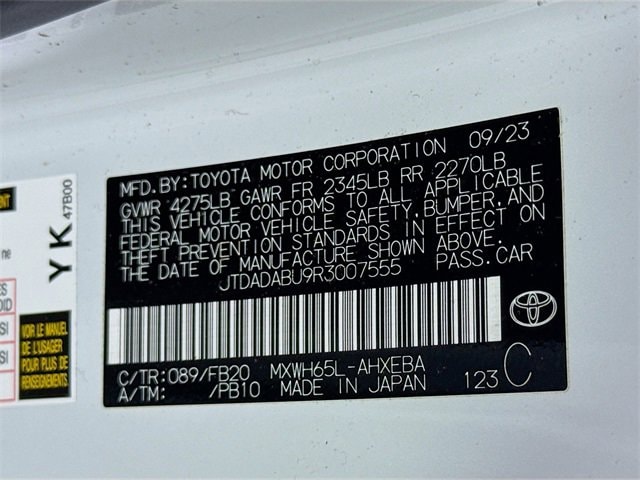 MFD.BY:TOYOTA MOTOR CORPORATION 09/23
GVWR 4275LB GAWR FR 2345LB RR 2270LB
THIS VEHICLE CONFORMS TO ALL APPLICABLE
FEDERAL MOTOR VEHICLE SAFETY,BUMPER,AND
THEFT PREVENTION STANDARDS IN EFFECT ON
THE DATE OF MANUFACTURE SHOWN ABOVE.
JTDADABU9R3007555 PASS.CAR
C/TR:089/FB20 MXWH65L-AHXEBA
A/TM: /PB10 MADE IN JAPAN 123 C
YK
47B00
VOIR LE MANUEL
DE L'USAGER
POUR PLUS
D'INFORMATIONS